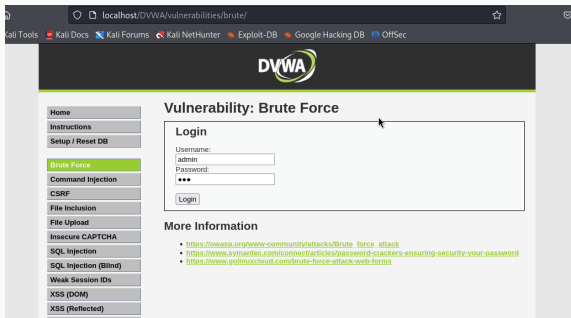 localhost/DVWA/vulnerabilities/brute/
Kali Tools Kali Docs Kali Forums Kali NetHunter Exploit-DB Google Hacking DB OffSec
DVWA
Vulnerability: Brute Force
Home
Instructions
Setup / Reset DB
Brute Force
Command Injection
CSRF
File Inclusion
File Upload
Insecure CAPTCHA
SQL Injection
SQL Injection (Blind)
Weak Session IDs
XSS (DOM)
XSS (Reflected)
Login
Username:
admin
Password:
•••
Login
More Information
https://owasp.org/www-community/attacks/Brute_force_attack
https://www.symantec.com/connect/articles/password-crackers-ensuring-security-your-password
https://www.golinuxcloud.com/brute-force-attack-web-forms